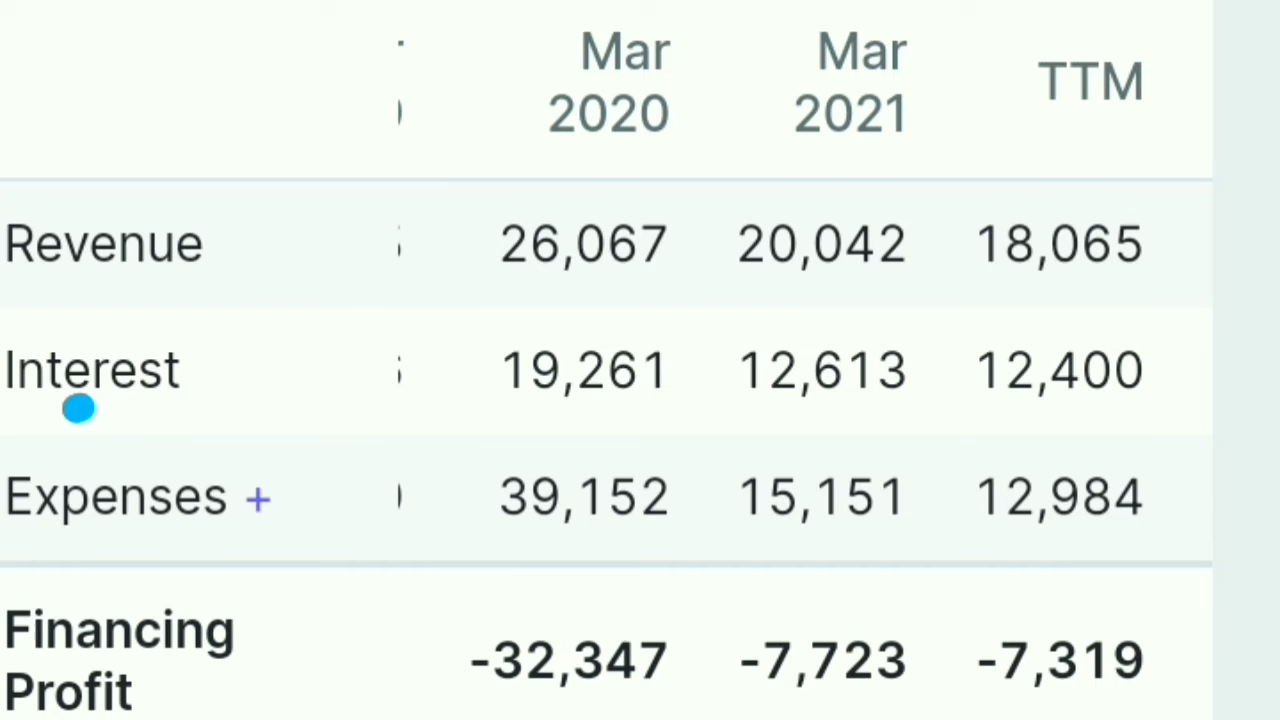 Mar 2020 Mar 2021 TTM
Revenue 26,067 20,042 18,065
Interest 19,261 12,613 12,400
Expenses + 39,152 15,151 12,984
Financing Profit -32,347 -7,723 -7,319